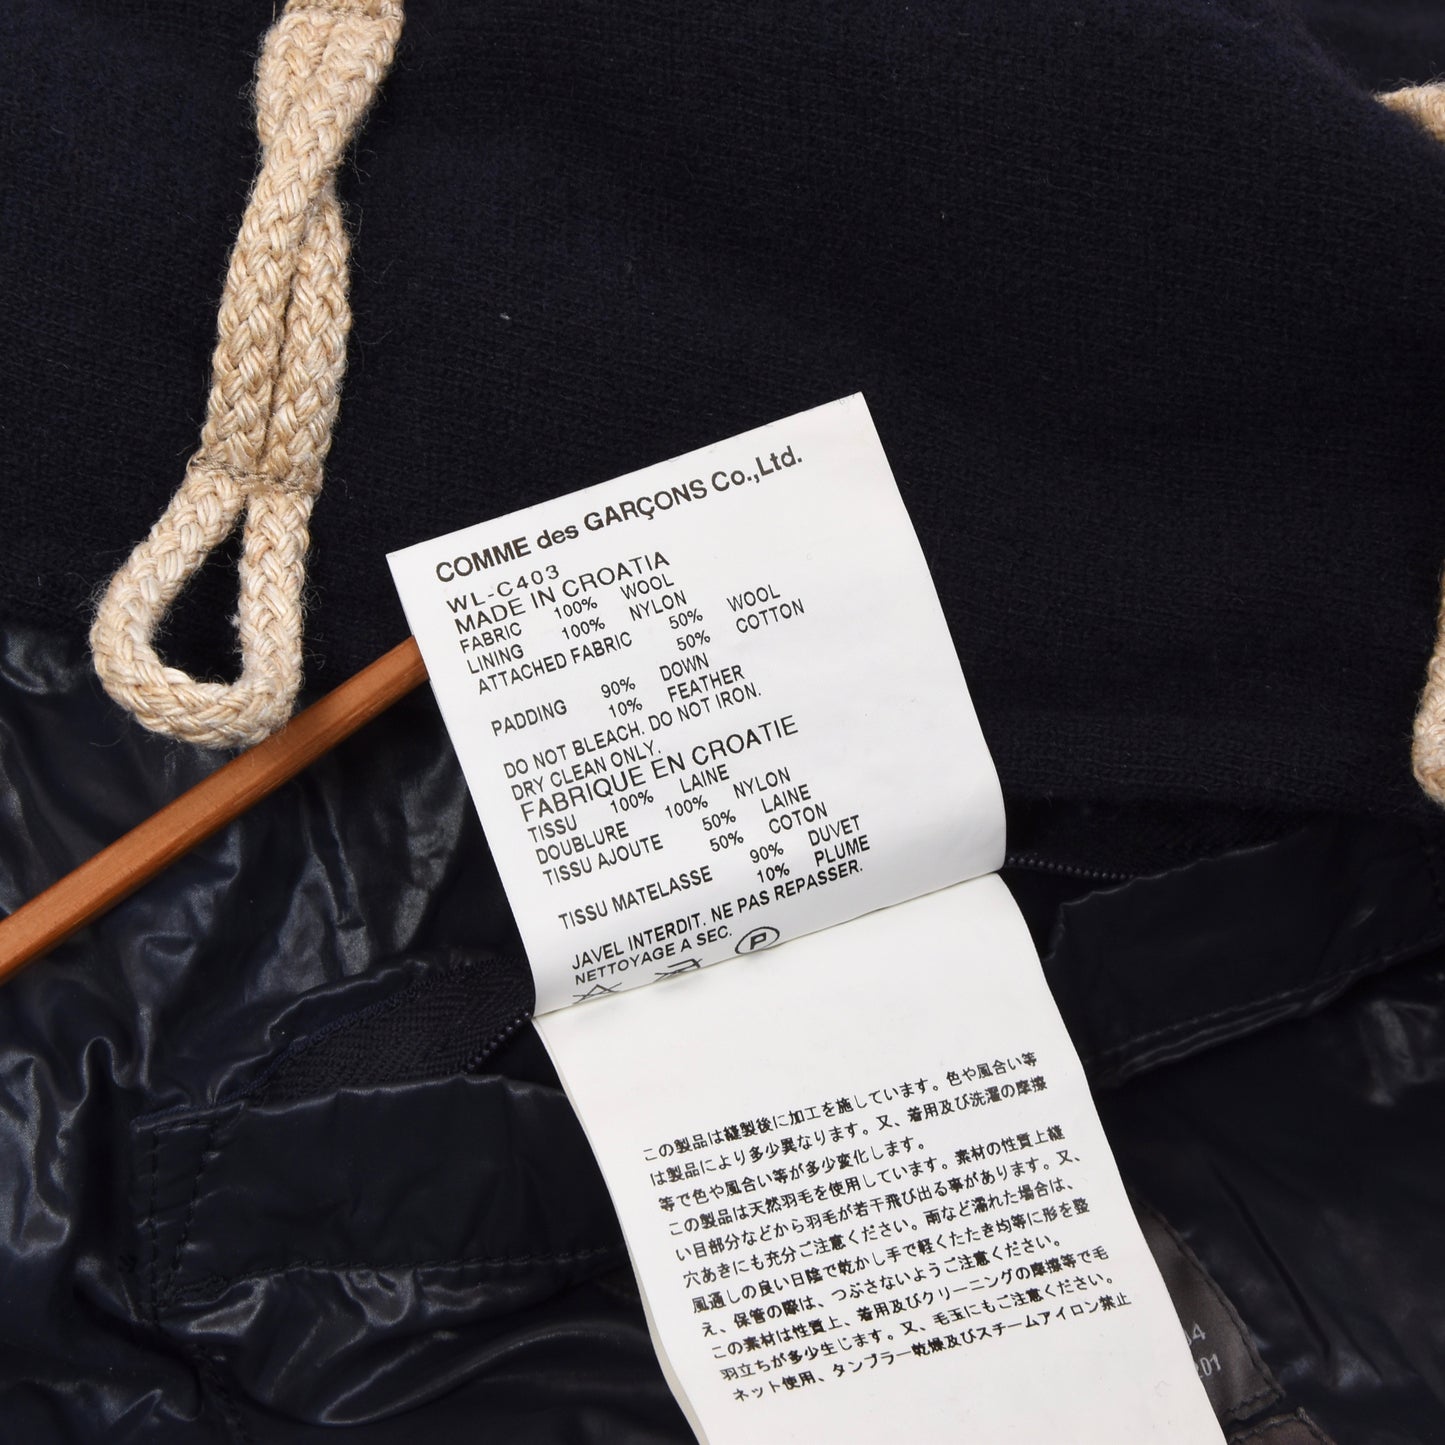 COMME des GARÇONS Co.,Ltd.
WL-C403
MADE IN CROATIA
FABRIC 100% WOOL
LINING 100% NYLON
ATTACHED FABRIC 50% WOOL
50% COTTON
PADDING 90% DOWN
10% FEATHER
DO NOT BLEACH. DO NOT IRON.
DRY CLEAN ONLY.
FABRIQUE EN CROATIE
TISSU 100% LAINE
DOUBLURE 100% NYLON
TISSU AJOUTE 50% LAINE
50% COTON
TISSU MATELASSE 90% DUVET
10% PLUME
JAVEL INTERDIT. NE PAS REPASSER.
NETTOYAGE A SEC.
P
この製品は縫製後に加工を施しています。色や風合い等
は製品により多少異なります。又、着用及び洗濯の摩擦
等で色や風合い等が多少変化します。
この製品は天然羽毛を使用しています。素材の性質上縫
い目部分などから羽毛が若干飛び出る事があります。又、
穴あきにも充分ご注意ください。雨など濡れた場合は、
風通しの良い日陰で乾かし手で軽くたたき均等に形を整
え、保管の際は、つぶさないようご注意ください。
この素材は性質上、着用及びクリーニングの摩擦等で毛
羽立ちが多少生じます。又、毛玉にもご注意ください。
ネット使用、タンブラー乾燥及びスチームアイロン禁止
04
201